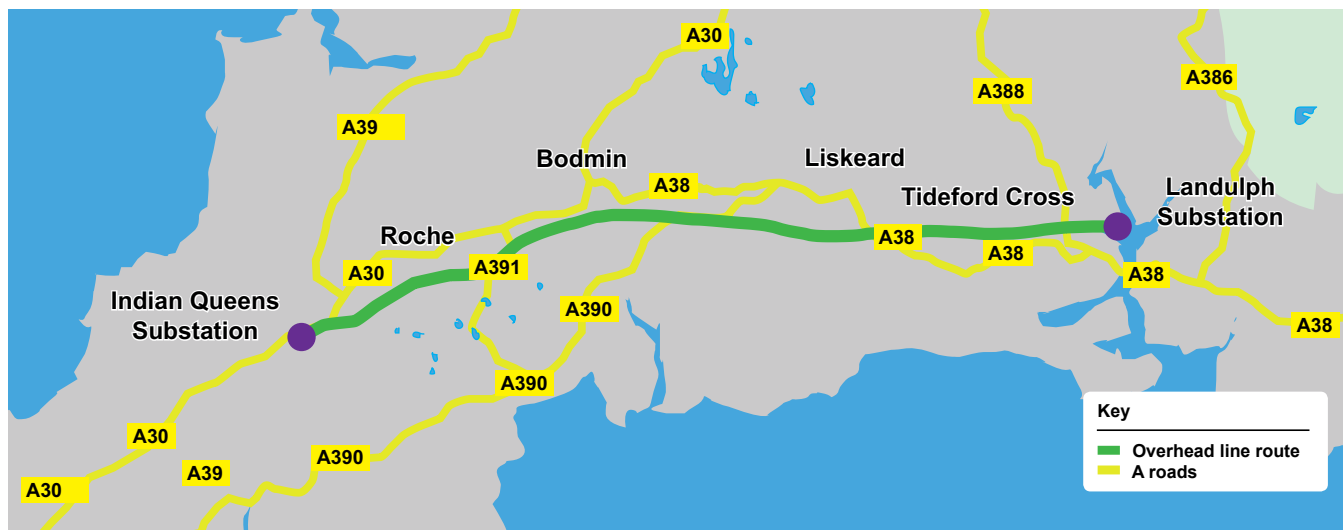 A30
A388
A386
A39
Bodmin
Liskeard
A38
Tideford Cross
Landulph
Substation
Roche
A38
A38
A30
A391
A38
Indian Queens
Substation
A390
A38
A390
Key
Overhead line route
A roads
A30
A390
A39
A30